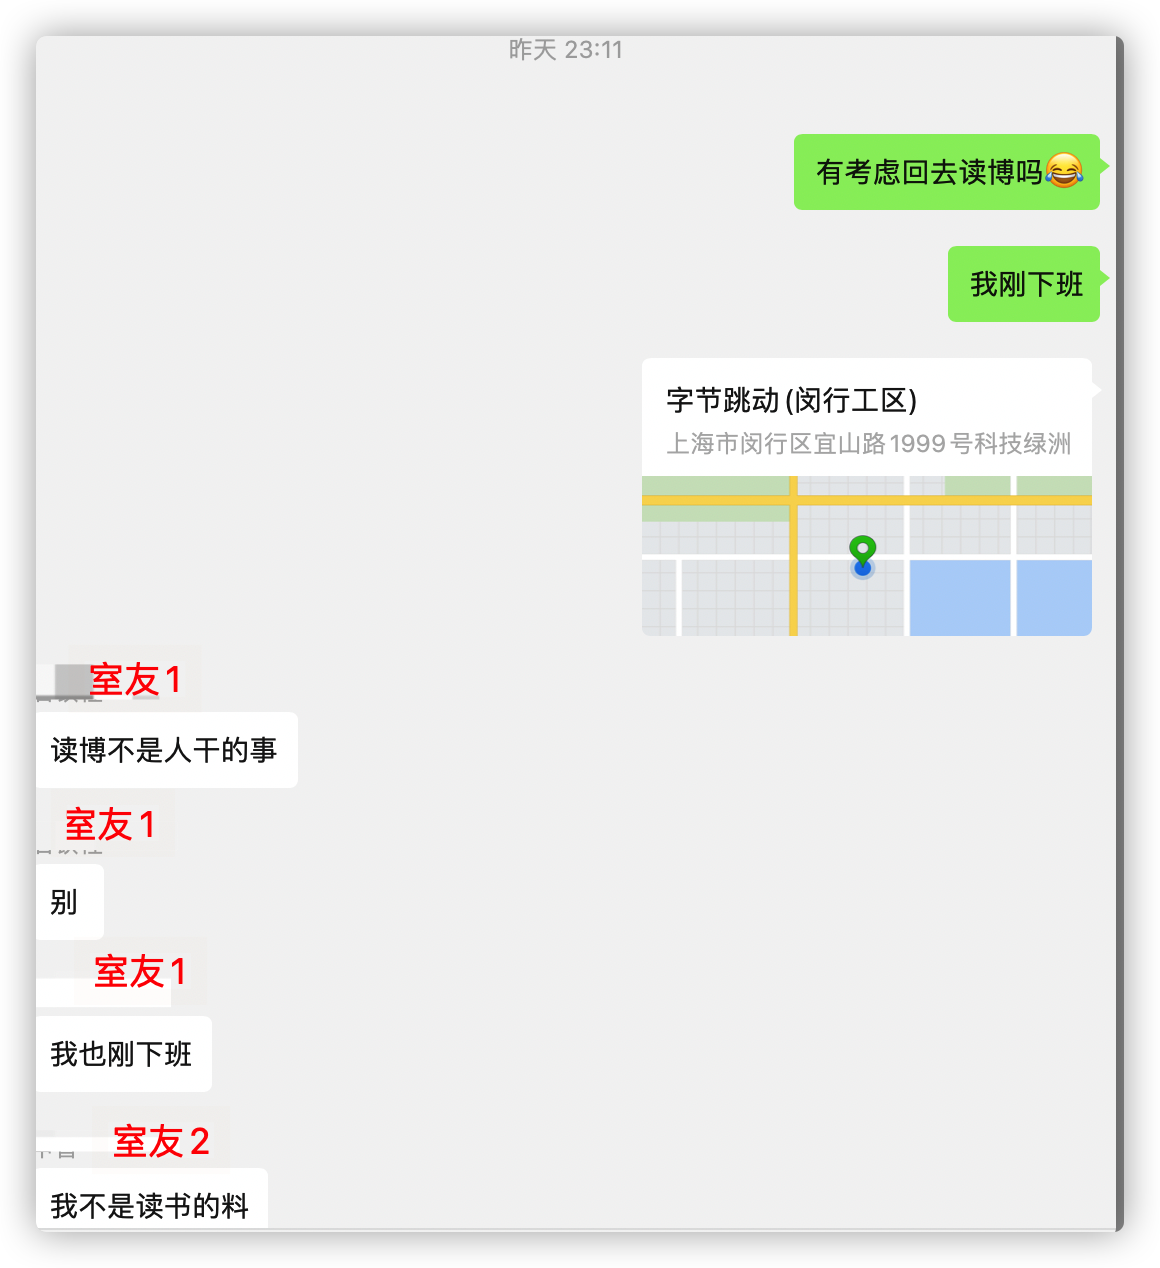 昨天 23:11
有考虑回去读博吗😂
我刚下班
字节跳动(闵行工区)
上海市闵行区宜山路1999号科技绿洲
室友1
读博不是人干的事
室友1
别
室友1
我也刚下班
室友2
我不是读书的料